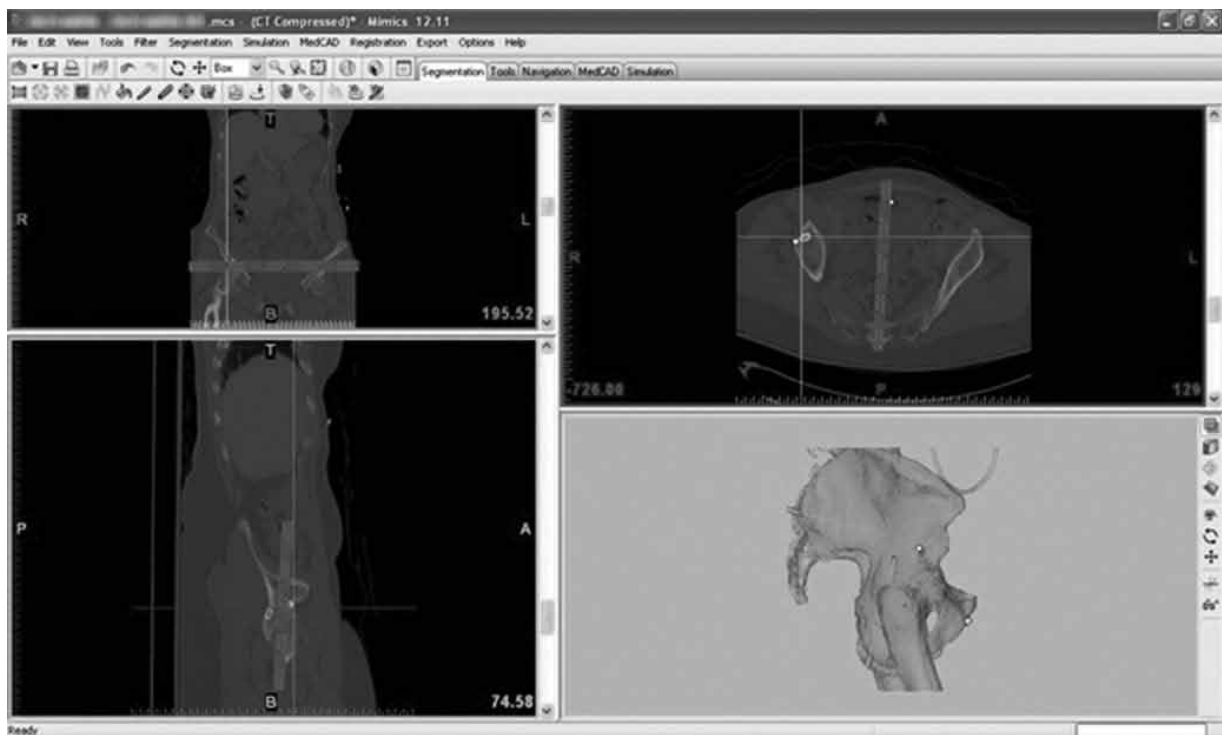 .mcs - (CT Compressed)* - Mimics 12.11
File Edit View Tools Filter Segmentation Simulation MedCAD Registration Export Options Help
Box Segmentation Tools Navigation MedCAD Simulation
T
R L
B
195.52
A
R L
-726.08 P 129
T
P A
B
74.58
Ready